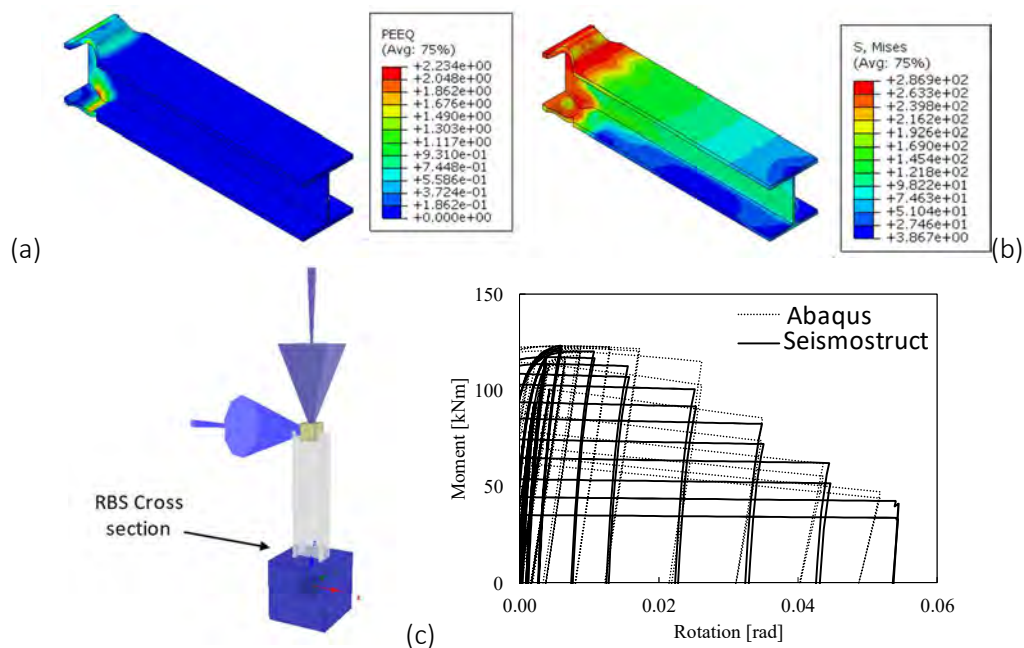 PEEQ
(Avg: 75%)
+2.234e+00
+2.048e+00
+1.862e+00
+1.676e+00
+1.490e+00
+1.303e+00
+1.117e+00
+9.310e-01
+7.448e-01
+5.586e-01
+3.724e-01
+1.862e-01
+0.000e+00
(a)
S, Mises
(Avg: 75%)
+2.869e+02
+2.633e+02
+2.398e+02
+2.162e+02
+1.926e+02
+1.690e+02
+1.454e+02
+1.218e+02
+9.822e+01
+7.463e+01
+5.104e+01
+2.746e+01
+3.867e+00
(b)
RBS Cross
section
(c)
150
100
50
0
Moment [kNm]
Abaqus
Seismostruct
0.00
0.02
0.04
0.06
Rotation [rad]